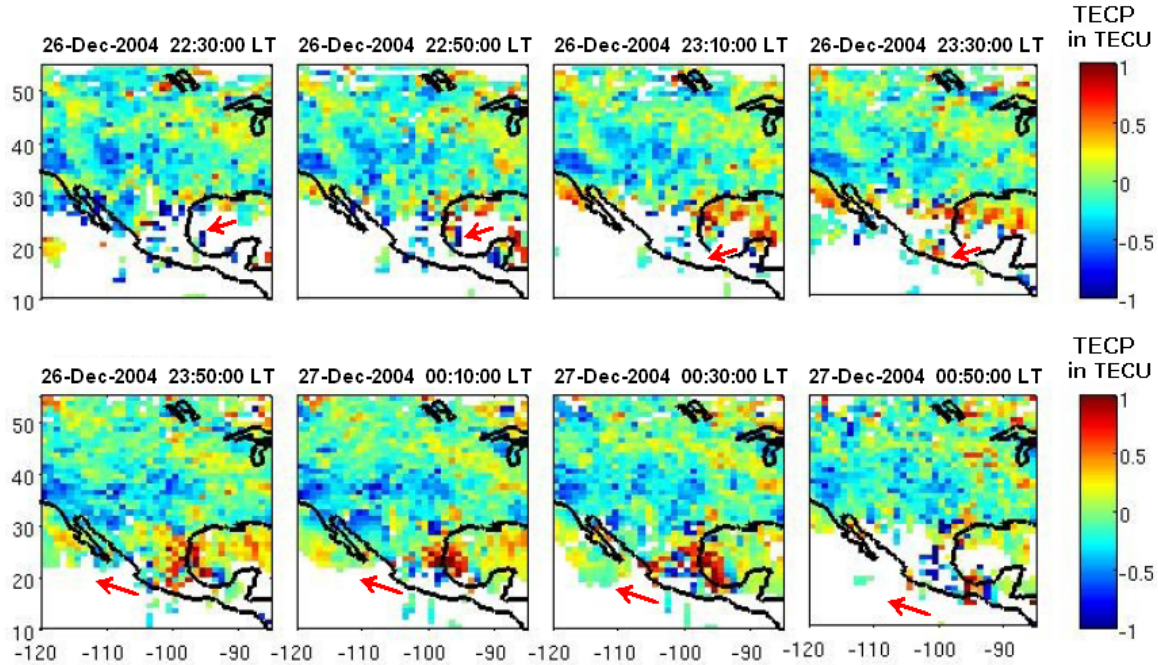 TECP
in TECU
26-Dec-2004 22:30:00 LT
26-Dec-2004 22:50:00 LT
26-Dec-2004 23:10:00 LT
26-Dec-2004 23:30:00 LT
50
40
30
20
10
1
0.5
0
-0.5
-1
TECP
in TECU
26-Dec-2004 23:50:00 LT
27-Dec-2004 00:10:00 LT
27-Dec-2004 00:30:00 LT
27-Dec-2004 00:50:00 LT
50
40
30
20
10
1
0.5
0
-0.5
-1
-120 -110 -100 -90 -120 -110 -100 -90 -120 -110 -100 -90 -120 -110 -100 -90